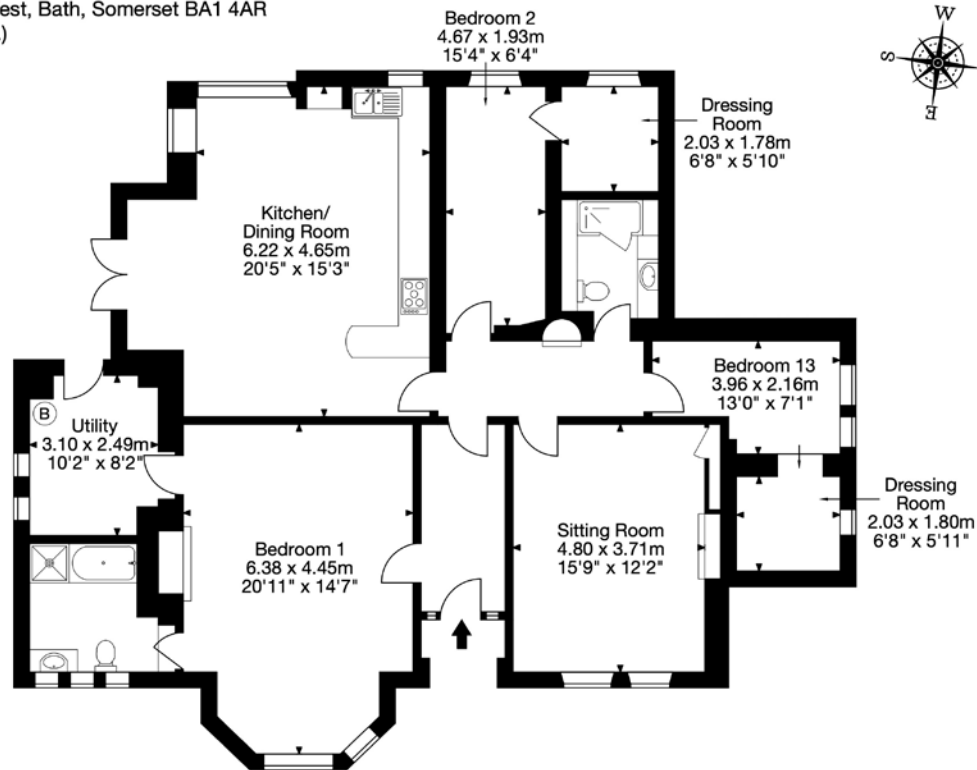 est, Bath, Somerset BA1 4AR
.)
Bedroom 2
4.67 x 1.93m
15'4" x 6'4"
W
S
E
Dressing
Room
2.03 x 1.78m
6'8" x 5'10"
Kitchen/
Dining Room
6.22 x 4.65m
20'5" x 15'3"
Bedroom 13
3.96 x 2.16m
13'0" x 7'1"
B
Utility
3.10 x 2.49m
10'2" x 8'2"
Dressing
Room
2.03 x 1.80m
6'8" x 5'11"
Bedroom 1
6.38 x 4.45m
20'11" x 14'7"
Sitting Room
4.80 x 3.71m
15'9" x 12'2"